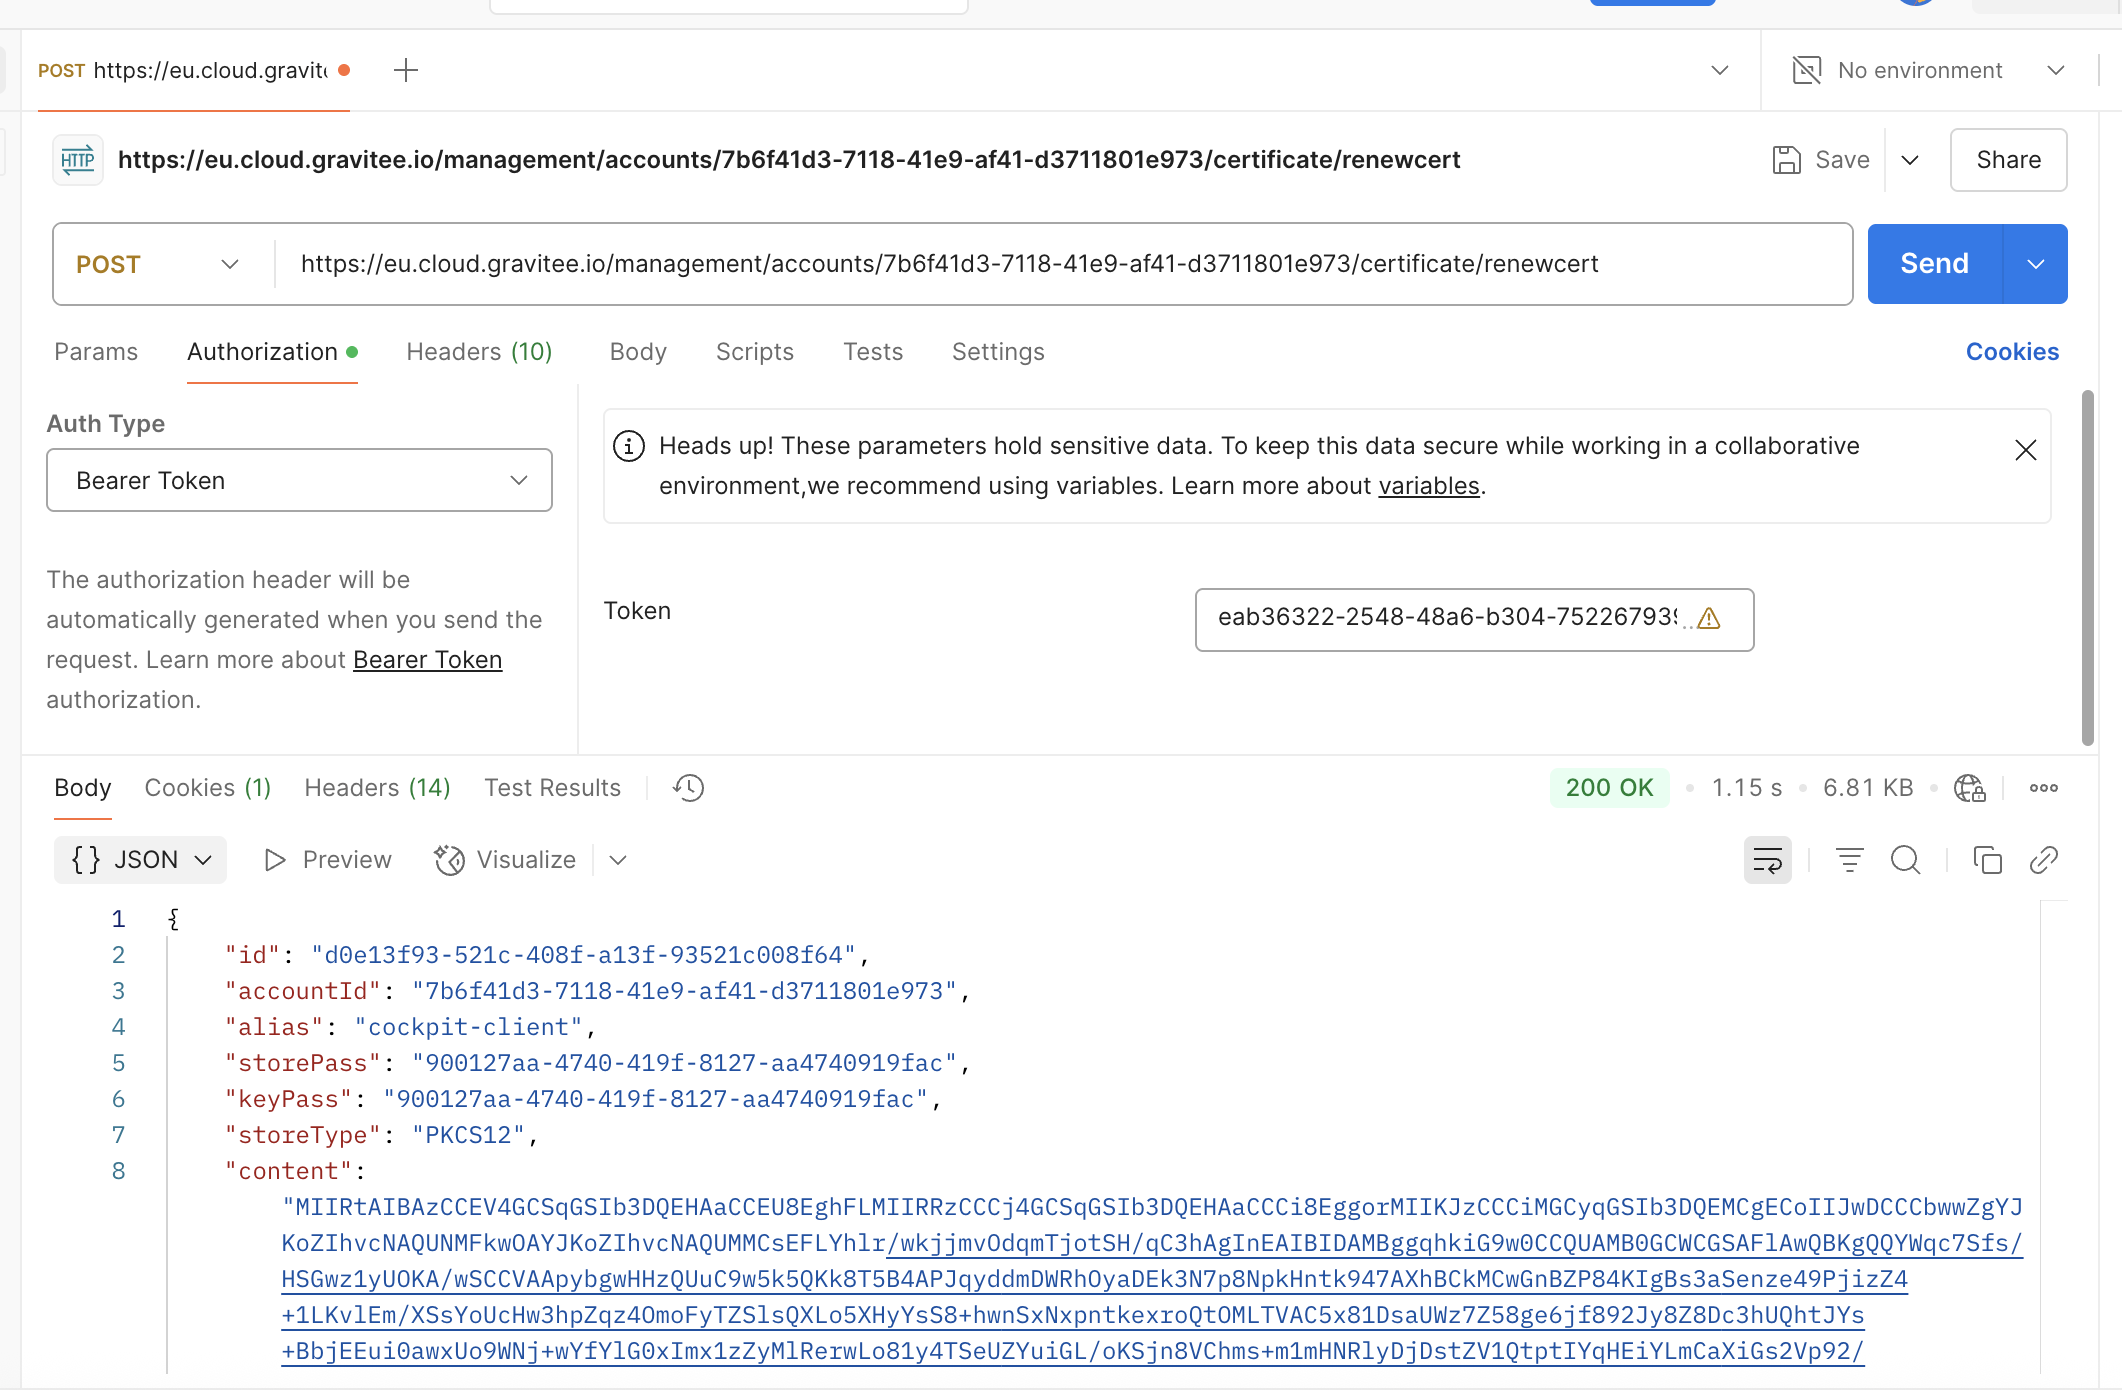 POST https://eu.cloud.gravite
No environment
HTTP https://eu.cloud.gravitee.io/management/accounts/7b6f41d3-7118-41e9-af41-d3711801e973/certificate/renewcert
Save
Share
POST https://eu.cloud.gravitee.io/management/accounts/7b6f41d3-7118-41e9-af41-d3711801e973/certificate/renewcert
Send
Params Authorization Headers (10) Body Scripts Tests Settings Cookies
Auth Type
Bearer Token
The authorization header will be
automatically generated when you send the
request. Learn more about Bearer Token
authorization.
Heads up! These parameters hold sensitive data. To keep this data secure while working in a collaborative
environment,we recommend using variables. Learn more about variables.
Token
eab36322-2548-48a6-b304-752267939...
Body Cookies (1) Headers (14) Test Results 200 OK • 1.15 s • 6.81 KB •
{} JSON Preview Visualize
1 {
2 "id": "d0e13f93-521c-408f-a13f-93521c008f64",
3 "accountId": "7b6f41d3-7118-41e9-af41-d3711801e973",
4 "alias": "cockpit-client",
5 "storePass": "900127aa-4740-419f-8127-aa4740919fac",
6 "keyPass": "900127aa-4740-419f-8127-aa4740919fac",
7 "storeType": "PKCS12",
8 "content":
"MIIRtAIBAzCCEV4GCSqGSIb3DQEHAaCCEU8EghFLMIIRRzCCCj4GCSqGSIb3DQEHAaCCCi8EggorMIIKJzCCCiMGCyqGSIb3DQEMCgECoIIJwDCCCbwwZgYJ
KoZIhvcNAQUNMFkwOAYJKoZIhvcNAQUMMCsEFLYhlr/wkjjmvOdqmTjotSH/qC3hAgInEAIBIDAMBggqhkiG9w0CCQUAMB0GCWCGSAFlAwQBKgQQYWqc7Sfs/
HSGwz1yUOKA/wSCCVAApybgwHHzQUuC9w5k5QKk8T5B4APJqyddmDWRhOyaDEk3N7p8NpkHntk947AXhBCkMCwGnBZP84KIgBs3aSenze49PjizZ4
+1LKvlEm/XSsYoUcHw3hpZqz4OmoFyTZSlsQXLo5XHyYsS8+hwnSxNxpntkexroQtOMLTVAC5x81DsaUWz7Z58ge6jf892Jy8Z8Dc3hUQhtJYs
+BbjEEui0awxUo9WNj+wYfYlG0xImx1zZyMlRerwLo81y4TSeUZYuiGL/oKSjn8VChms+m1mHNRlyDjDstZV1QtptIYqHEiYLmCaXiGs2Vp92/